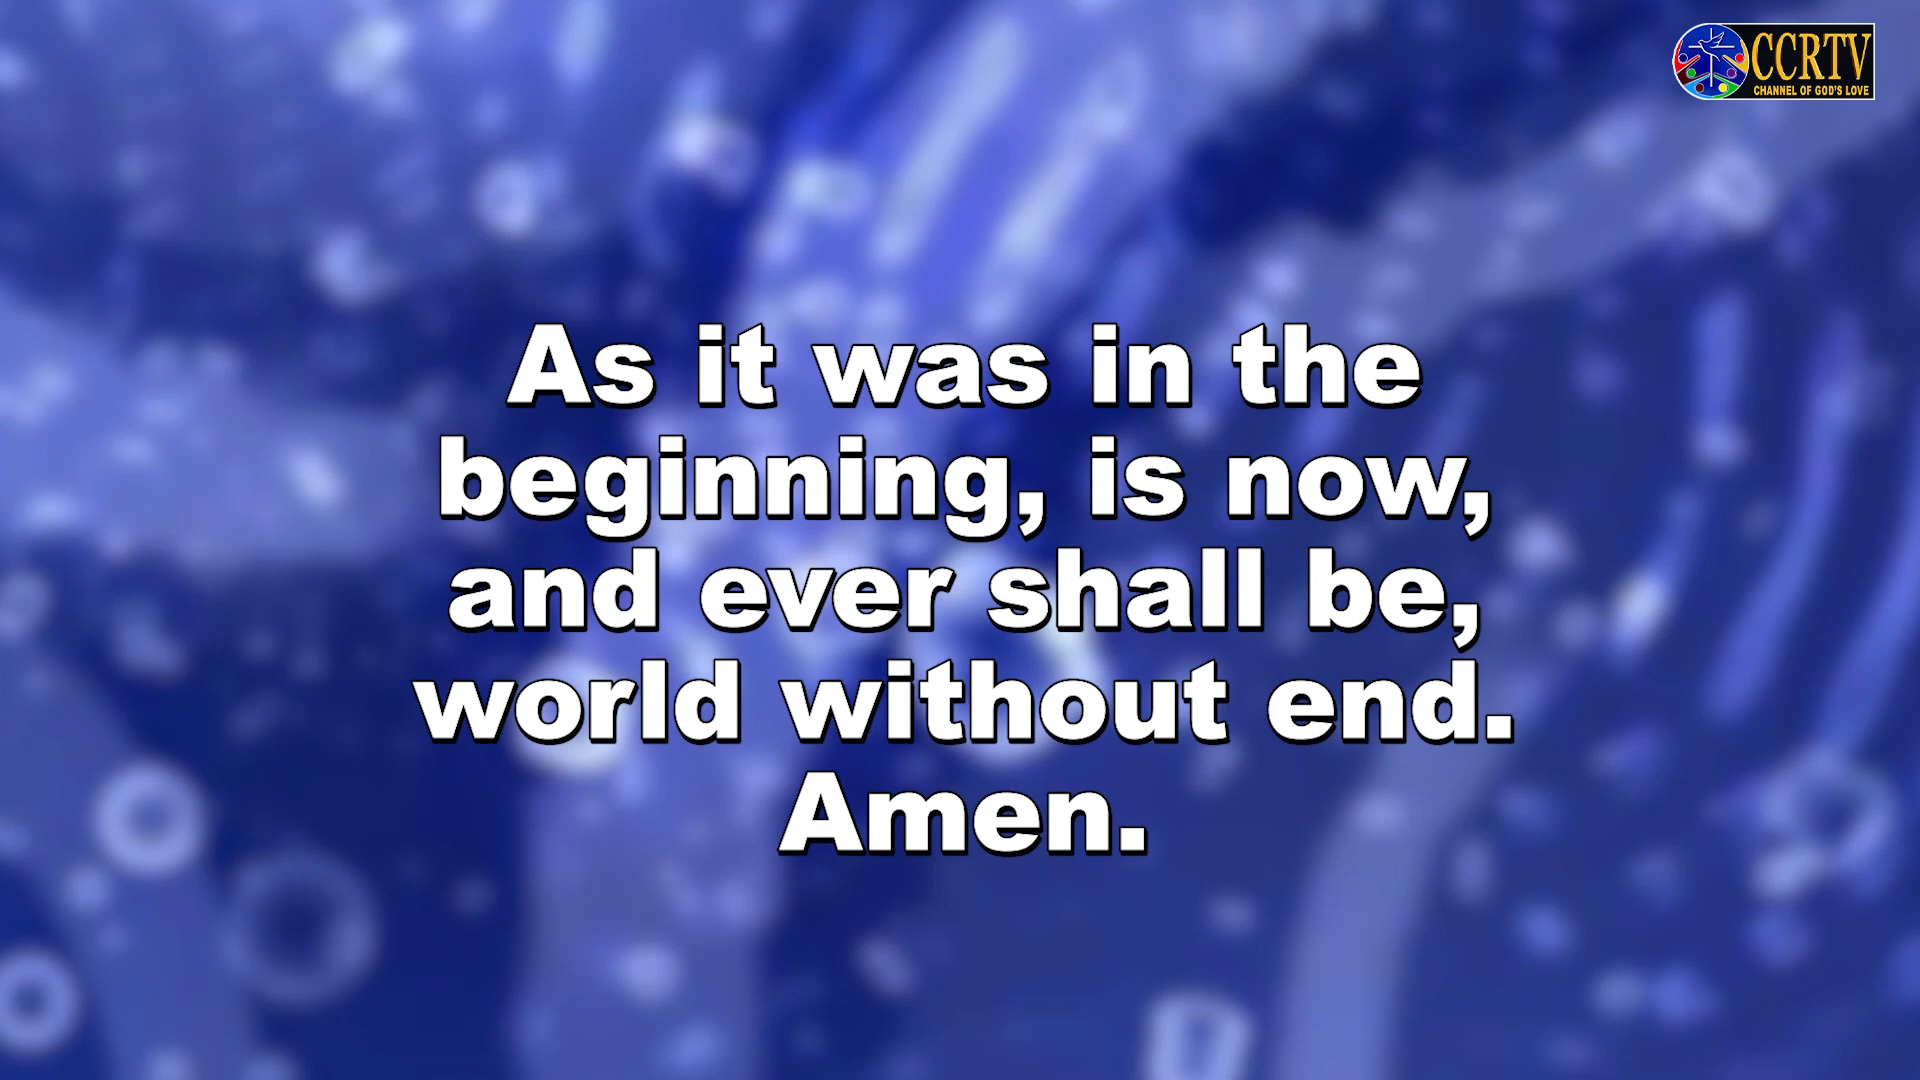 CCRTV
CHANNEL OF GOD'S LOVE
As it was in the
beginning, is now,
and ever shall be,
world without end.
Amen.